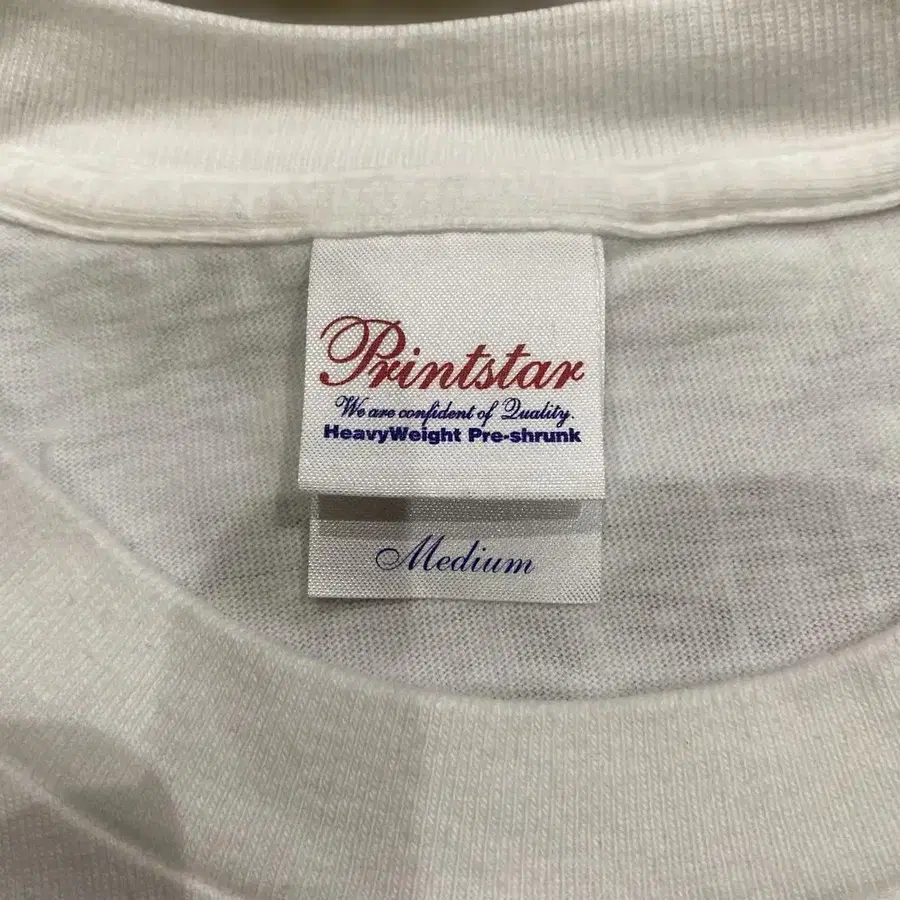 Printstar
We are confident of Quality.
HeavyWeight Pre-shrunk
Medium